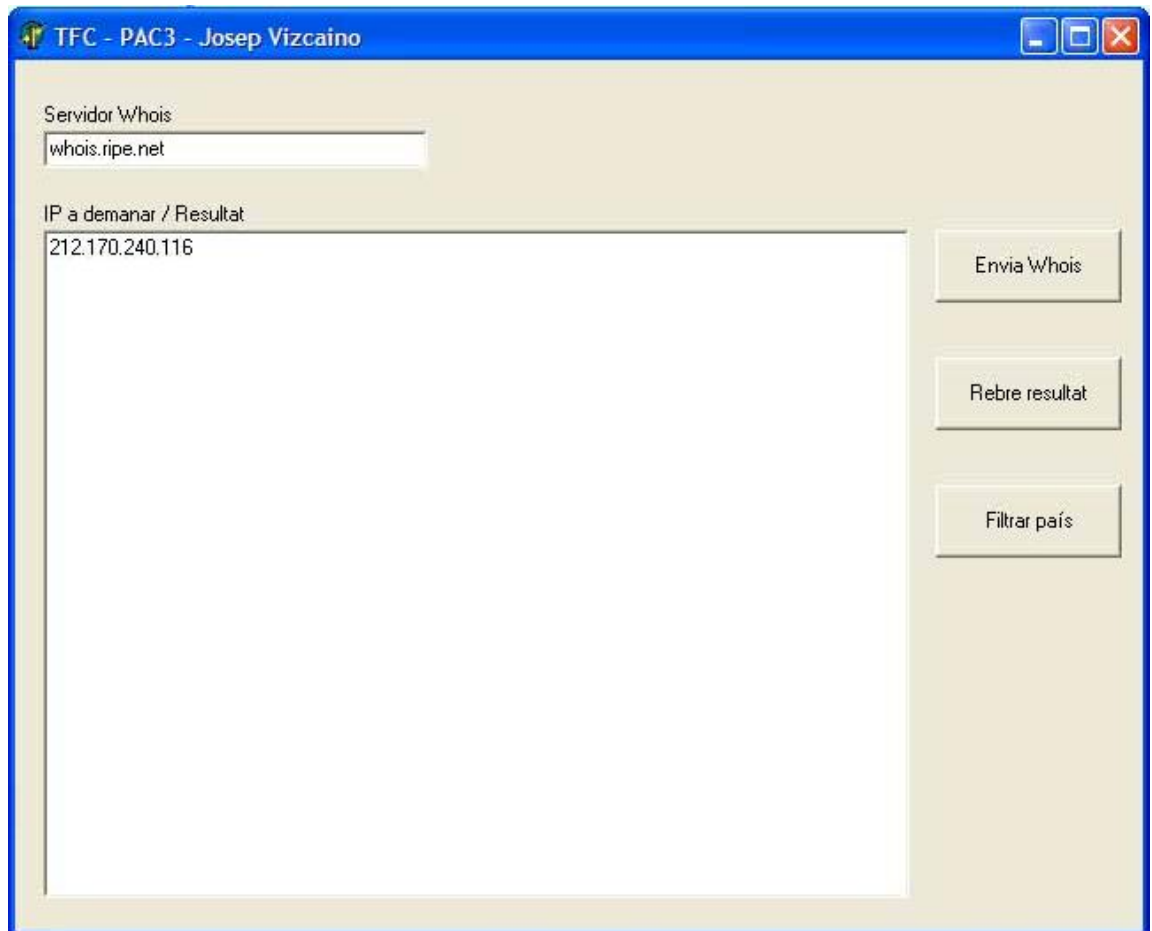 TFC - PAC3 - Josep Vizcaino
Servidor Whois
whois.ripe.net
IP a demanar / Resultat
212.170.240.116
Envia Whois
Rebre resultat
Filtrar país